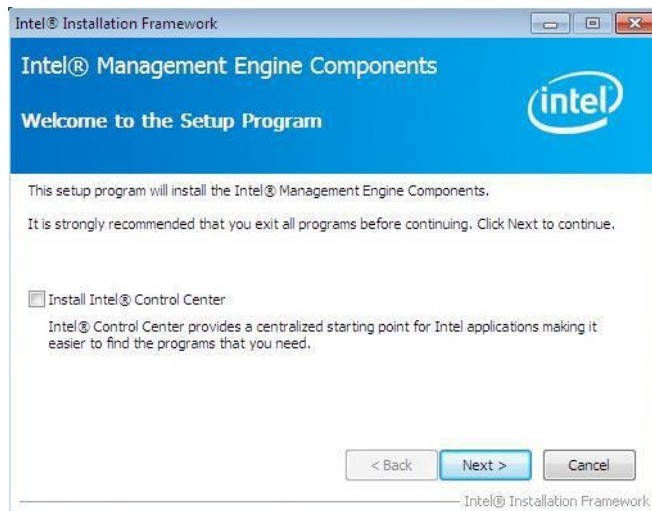 Intel® Installation Framework
Intel® Management Engine Components
Welcome to the Setup Program
intel
This setup program will install the Intel® Management Engine Components.
It is strongly recommended that you exit all programs before continuing. Click Next to continue.
Install Intel® Control Center
Intel® Control Center provides a centralized starting point for Intel applications making it
easier to find the programs that you need.
< Back Next > Cancel
Intel® Installation Framework